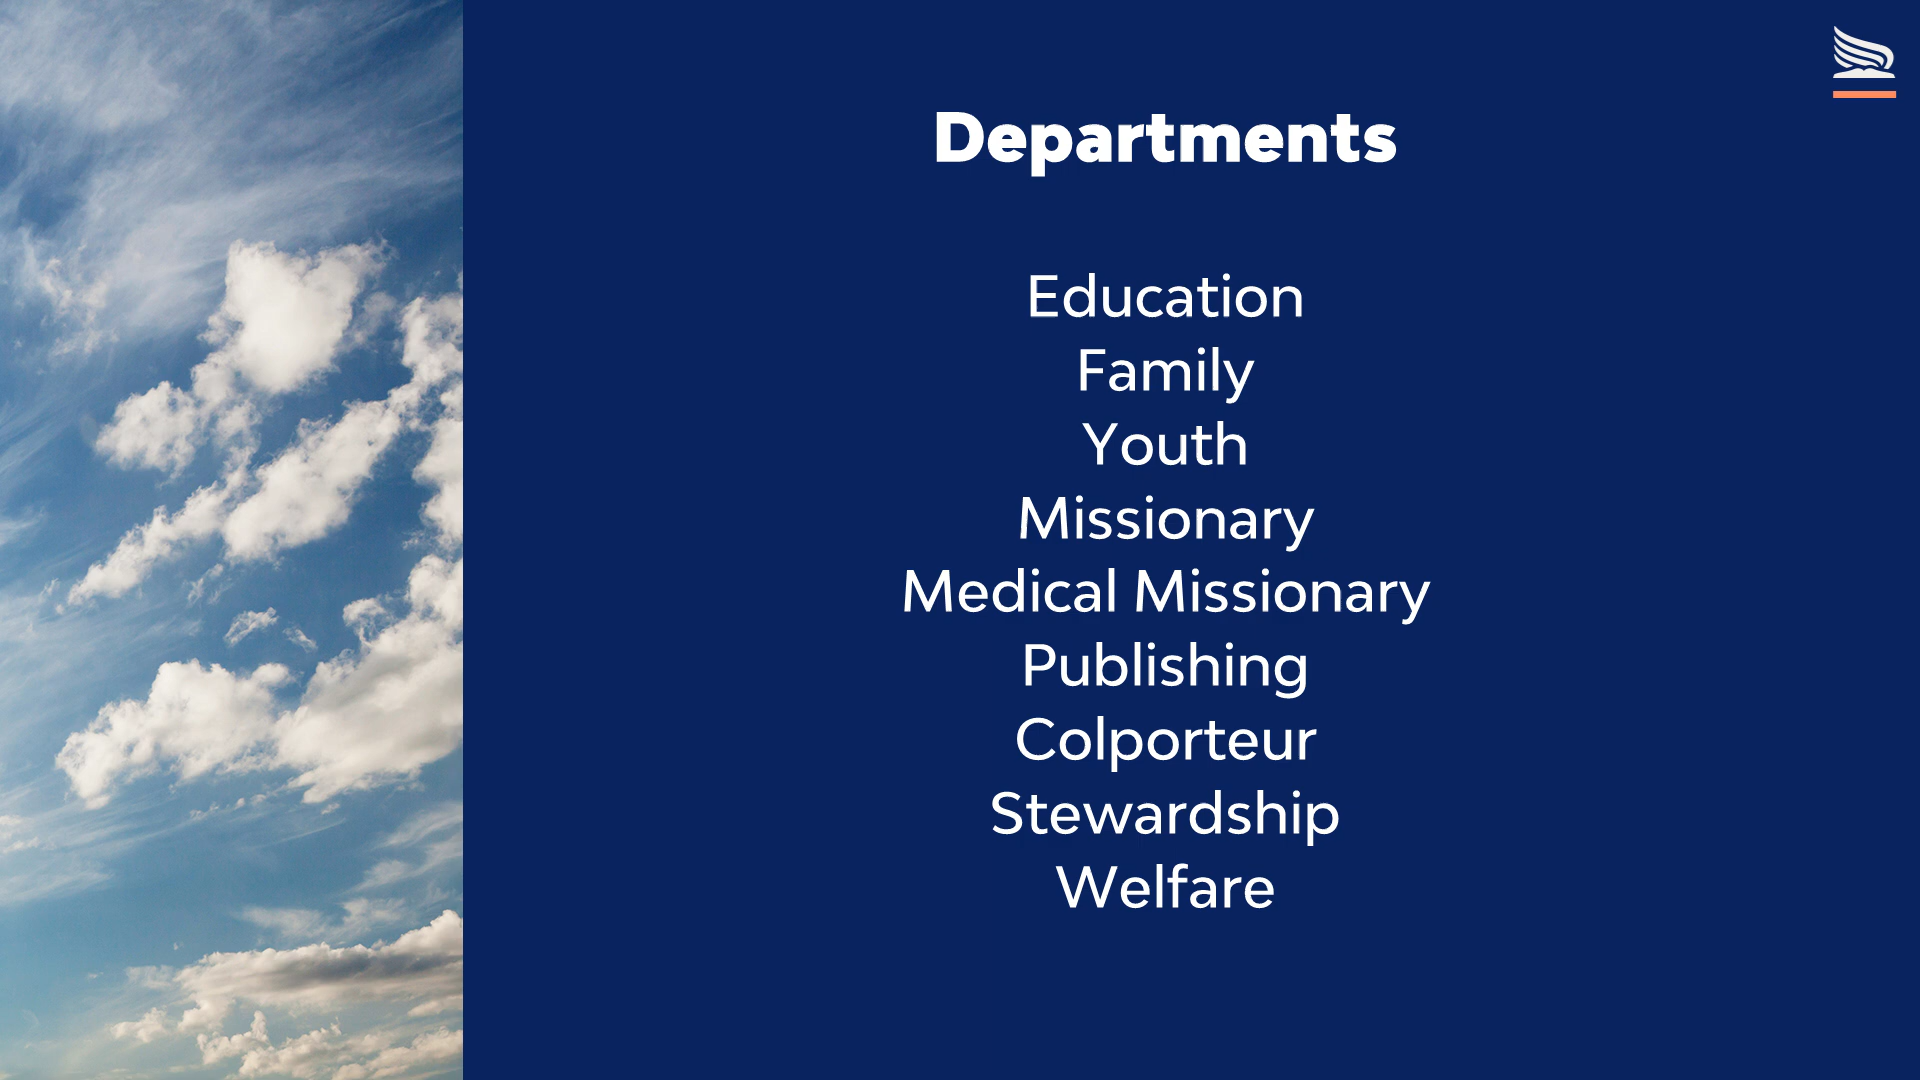 Departments
Education
Family
Youth
Missionary
Medical Missionary
Publishing
Colporteur
Stewardship
Welfare